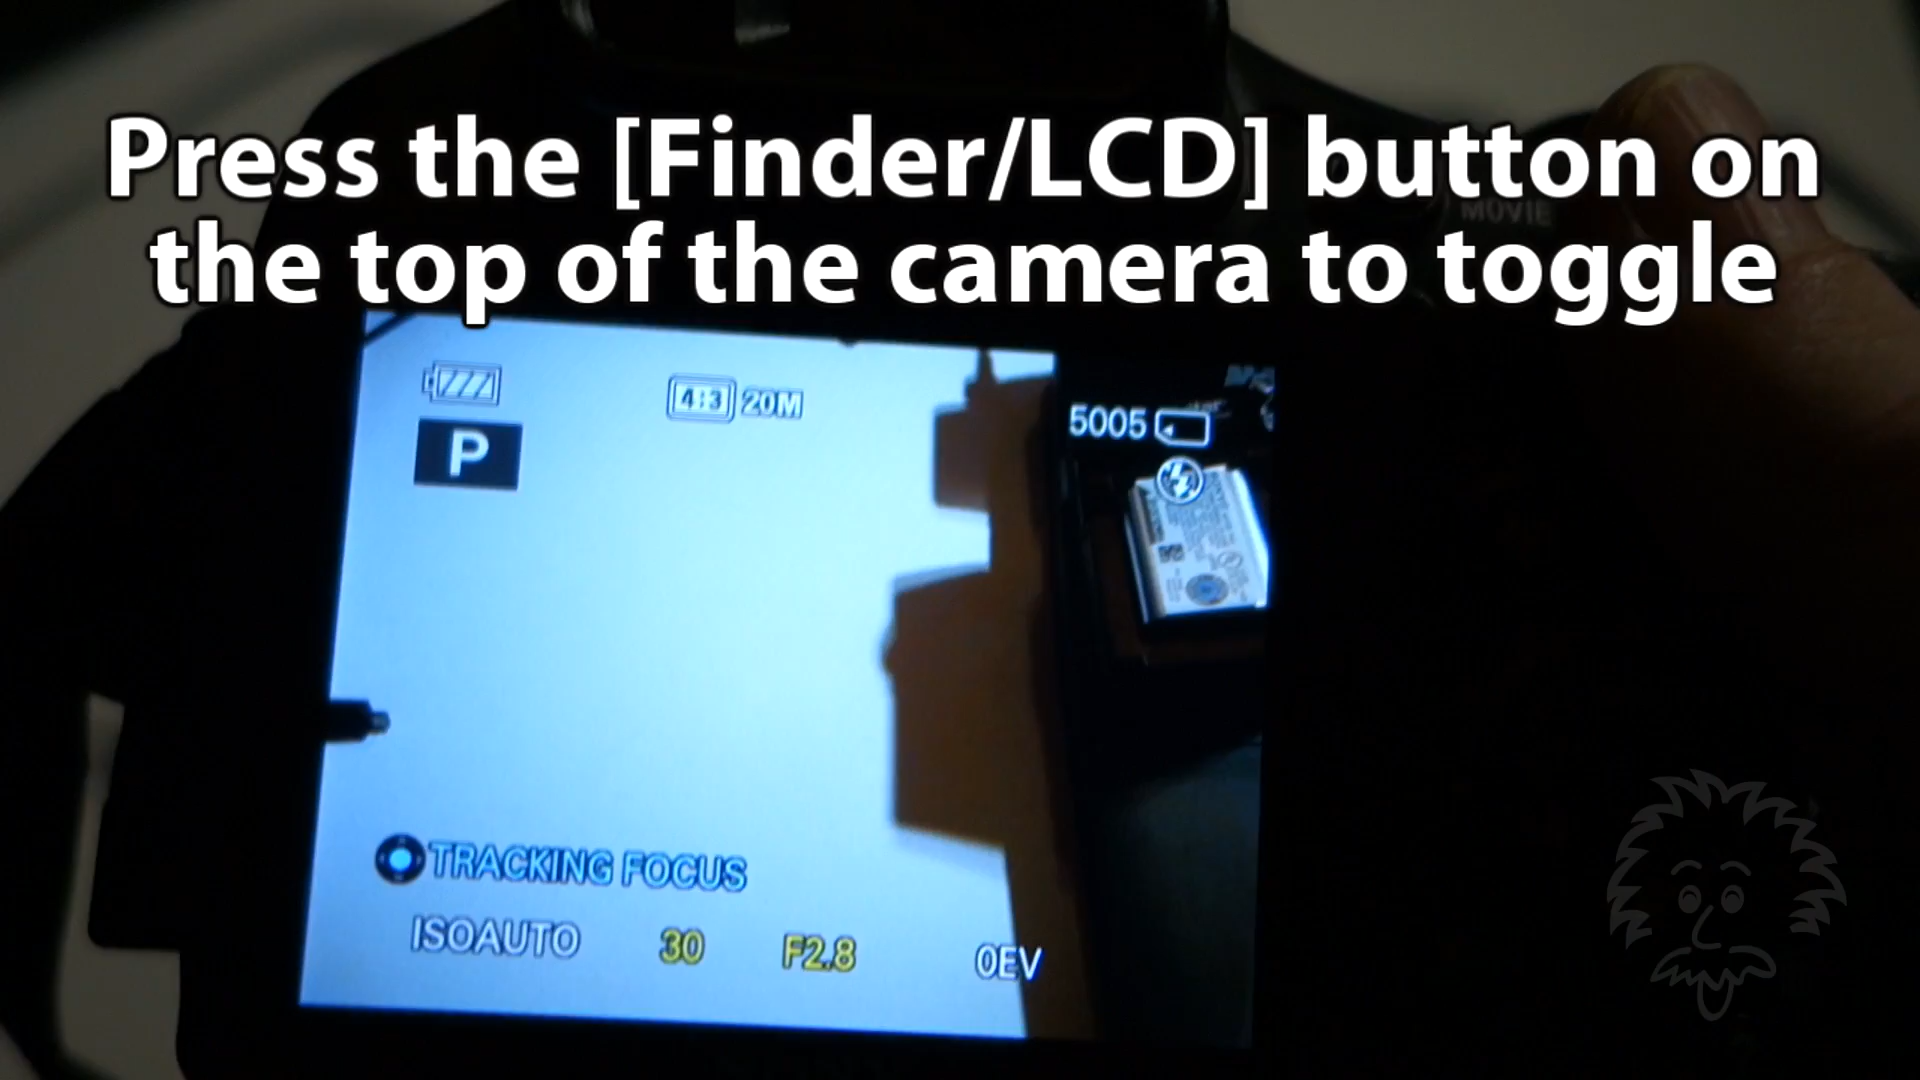 Press the [Finder/LCD] button on
the top of the camera to toggle
MOVIE
4:3 20M
5005
P
TRACKING FOCUS
ISOAUTO 30 F2.8 0EV